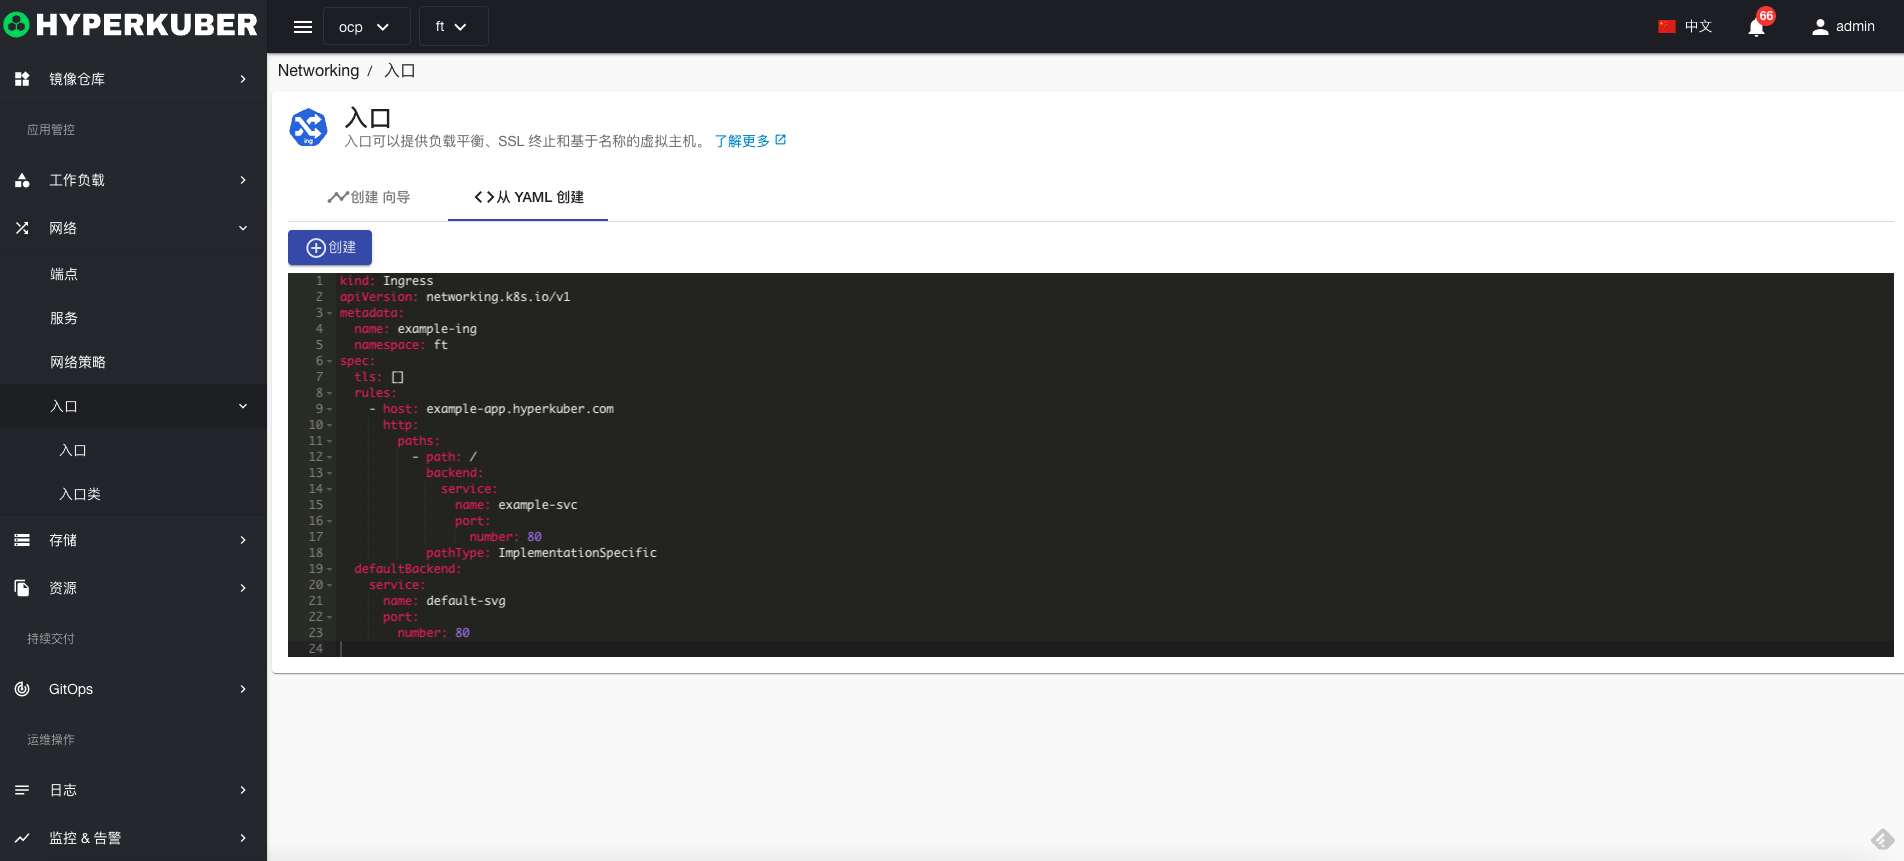 HYPERKUBER
ocp
ft
中文
66
admin
镜像仓库
应用管控
工作负载
网络
端点
服务
网络策略
入口
入口
入口类
存储
资源
持续交付
GitOps
运维操作
日志
监控 & 告警
Networking / 入口
ing
入口
入口可以提供负载平衡、SSL 终止和基于名称的虚拟主机。 了解更多
创建 向导
<>从 YAML 创建
创建
1 kind: Ingress
2 apiVersion: networking.k8s.io/v1
3 metadata:
4   name: example-ing
5   namespace: ft
6 spec:
7   tls: []
8   rules:
9     - host: example-app.hyperkuber.com
10       http:
11         paths:
12           - path: /
13             backend:
14               service:
15                 name: example-svc
16                 port:
17                   number: 80
18             pathType: ImplementationSpecific
19   defaultBackend:
20     service:
21       name: default-svg
22       port:
23         number: 80
24